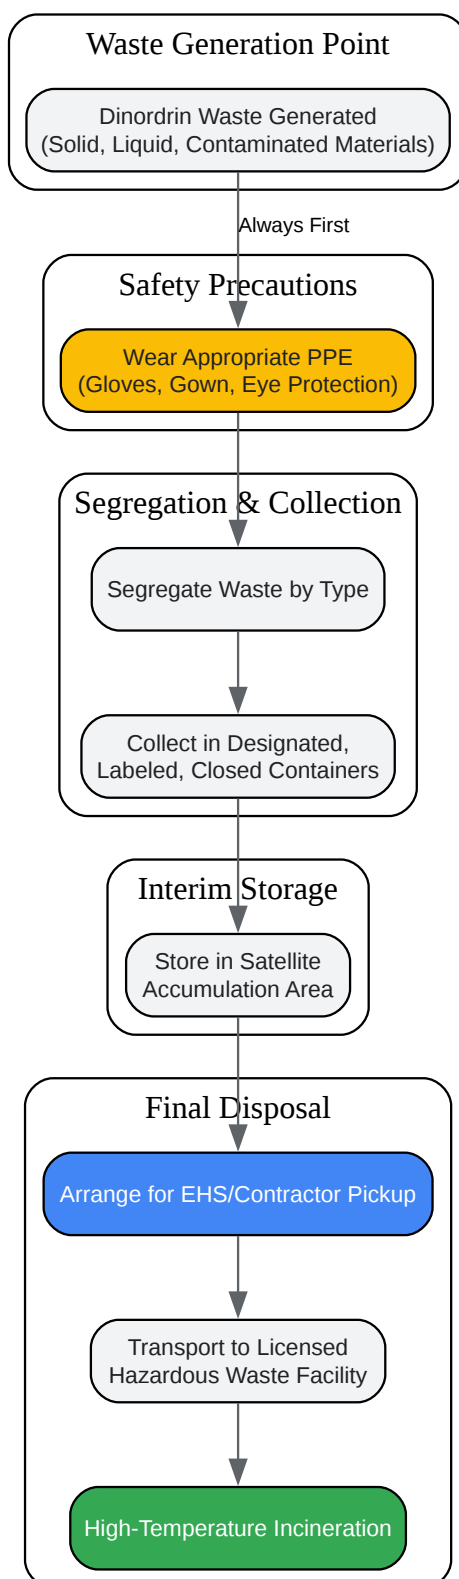 Waste Generation Point
Dinordrin Waste Generated
(Solid, Liquid, Contaminated Materials)
Always First
Safety Precautions
Wear Appropriate PPE
(Gloves, Gown, Eye Protection)
Segregation & Collection
Segregate Waste by Type
Collect in Designated,
Labeled, Closed Containers
Interim Storage
Store in Satellite
Accumulation Area
Final Disposal
Arrange for EHS/Contractor Pickup
Transport to Licensed
Hazardous Waste Facility
High-Temperature Incineration